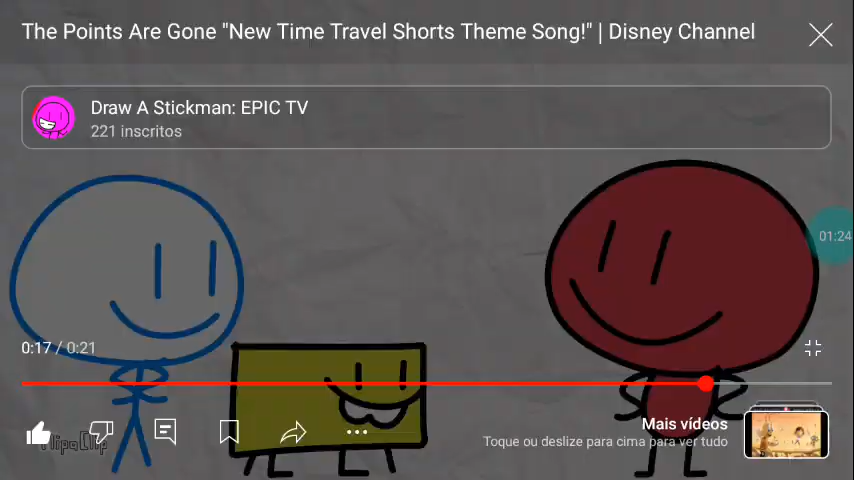 The Points Are Gone "New Time Travel Shorts Theme Song!" | Disney Channel
Draw A Stickman: EPIC TV
221 inscritos
01:24
0:17 / 0:21
Mais vídeos
Toque ou deslize para cima para ver tudo
FlipaClip